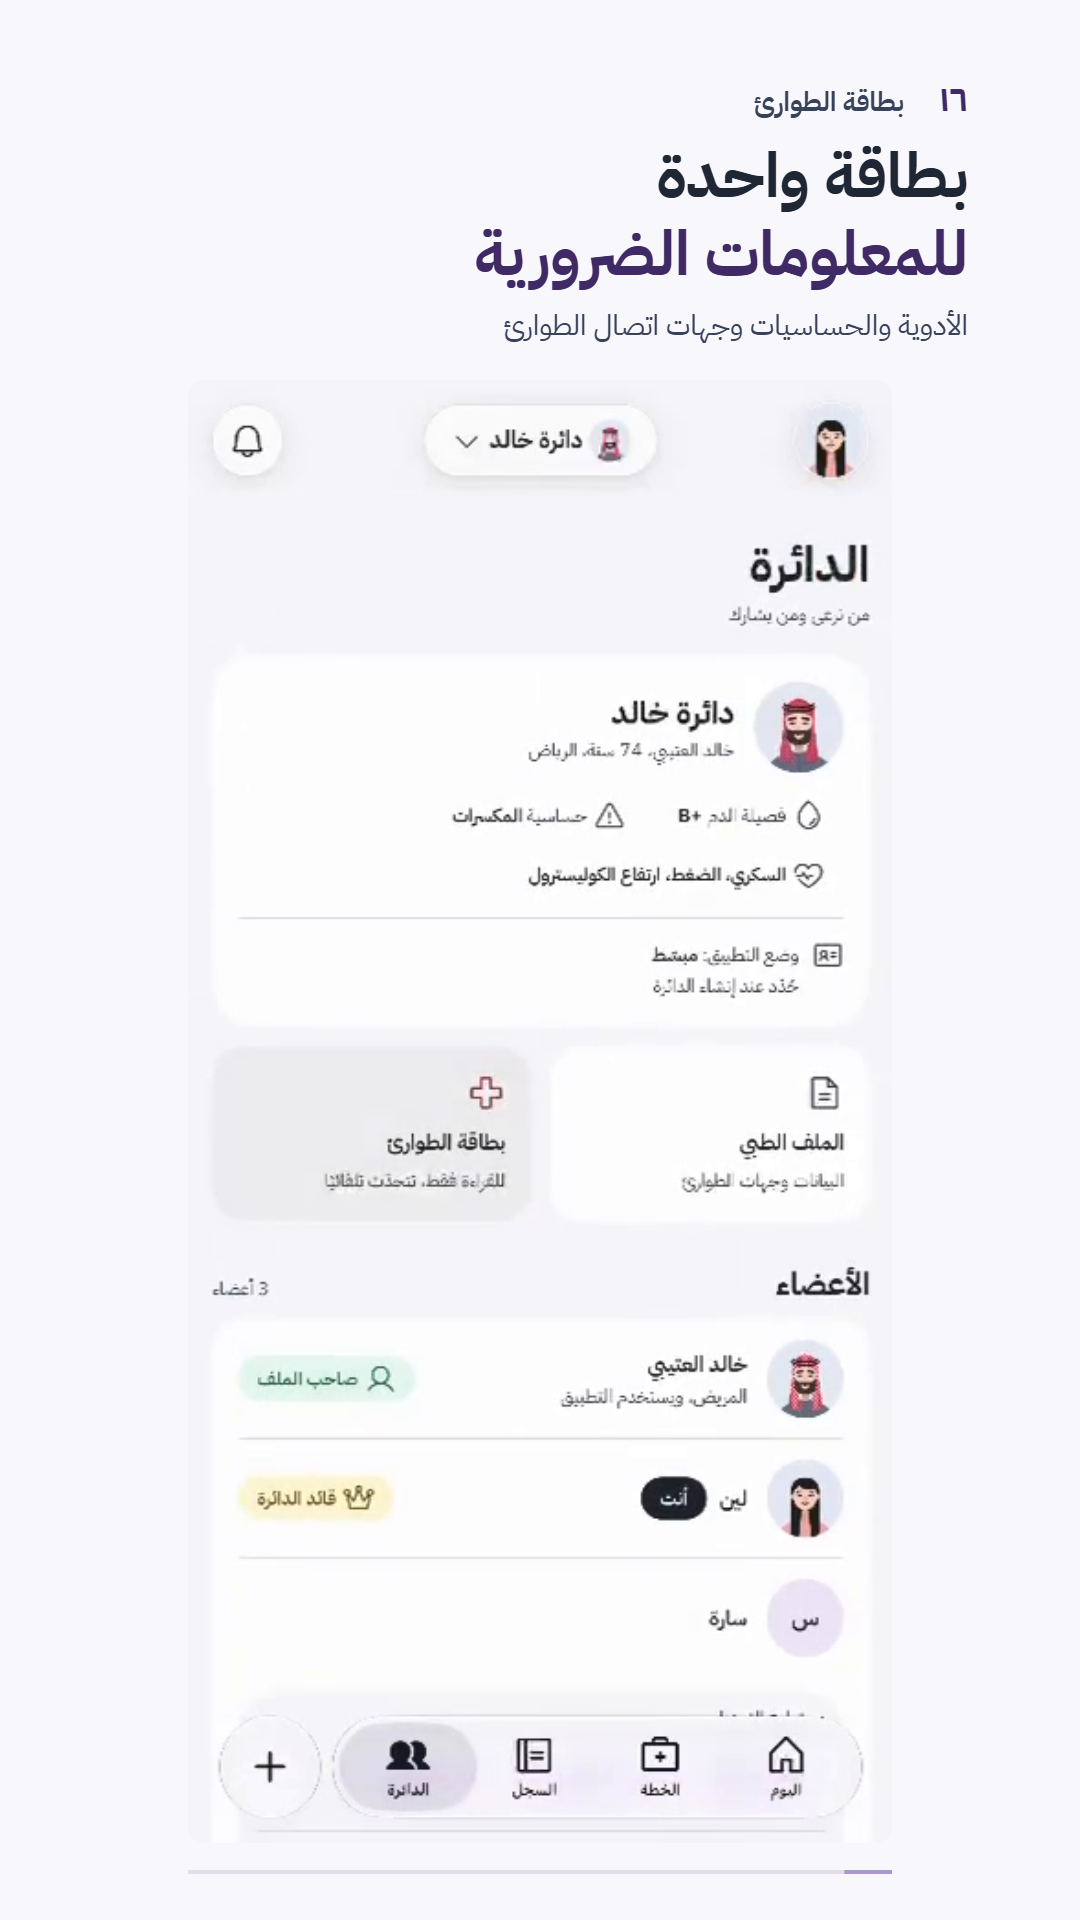 ١٦ بطاقة الطوارئ
بطاقة واحدة
للمعلومات الضرورية
الأدوية والحساسيات وجهات اتصال الطوارئ
دائرة خالد
الدائرة
من نرعى ومن يشارك
دائرة خالد
خالد العتيبي، 74 سنة، الرياض
فصيلة الدم B+ حساسية المكسرات
السكري، الضغط، ارتفاع الكوليسترول
وضع التطبيق: مبسّط
حُدّد عند إنشاء الدائرة
الملف الطبي
البيانات وجهات الطوارئ
بطاقة الطوارئ
للقراءة فقط، تتحدّث تلقائيًا
الأعضاء 3 أعضاء
خالد العتيبي
المريض، ويستخدم التطبيق
صاحب الملف
لين أنت قائد الدائرة
س سارة
اليوم الخطة السجل الدائرة